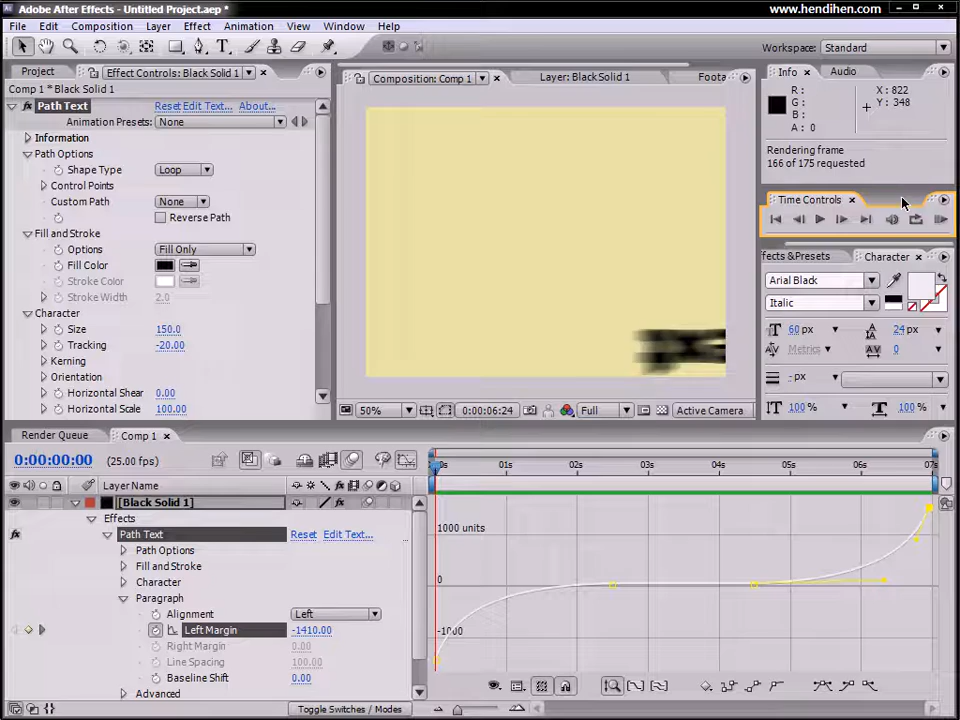 Adobe After Effects - Untitled Project.aep *
www.hendihen.com
File Edit Composition Layer Effect Animation View Window Help
Workspace: Standard
Project Effect Controls: Black Solid 1
Comp 1 * Black Solid 1
Path Text Reset Edit Text... About...
Animation Presets: None
Information
Path Options
Shape Type Loop
Control Points
Custom Path None
Reverse Path
Fill and Stroke
Options Fill Only
Fill Color
Stroke Color
Stroke Width 2.0
Character
Size 150.0
Tracking -20.00
Kerning
Orientation
Horizontal Shear 0.00
Horizontal Scale 100.00
Composition: Comp 1 Layer: Black Solid 1 Foota
50% 0:00:06:24 Full Active Camera
Info Audio
R: X: 822
G: Y: 348
B:
A: 0
Rendering frame
166 of 175 requested
Time Controls
ffects &Presets Character
Arial Black
Italic
60 px 24 px
Metrics 0
- px
100 % 100 %
Render Queue Comp 1
0:00:00:00 (25.00 fps)
0s 01s 02s 03s 04s 05s 06s 07s
Layer Name
[Black Solid 1]
Effects
Path Text Reset Edit Text...
Path Options
Fill and Stroke
Character
Paragraph
Alignment Left
Left Margin -1410.00
Right Margin 0.00
Line Spacing 100.00
Baseline Shift 0.00
Advanced
1000 units
0
-1000
Toggle Switches / Modes